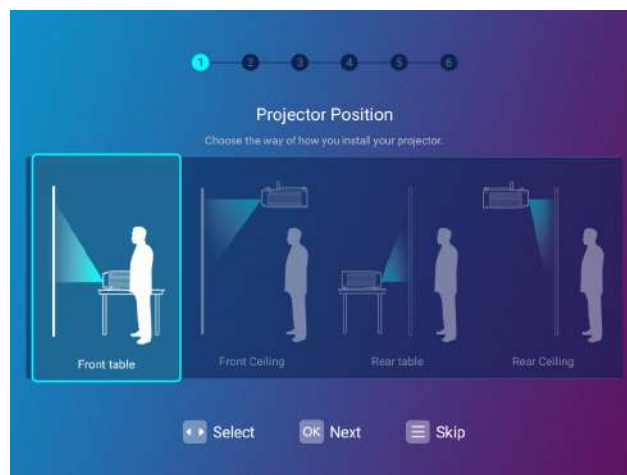 1 2 3 4 5 6
Projector Position
Choose the way of how you install your projector.
Front table Front Ceiling Rear table Rear Ceiling
Select OK Next Skip